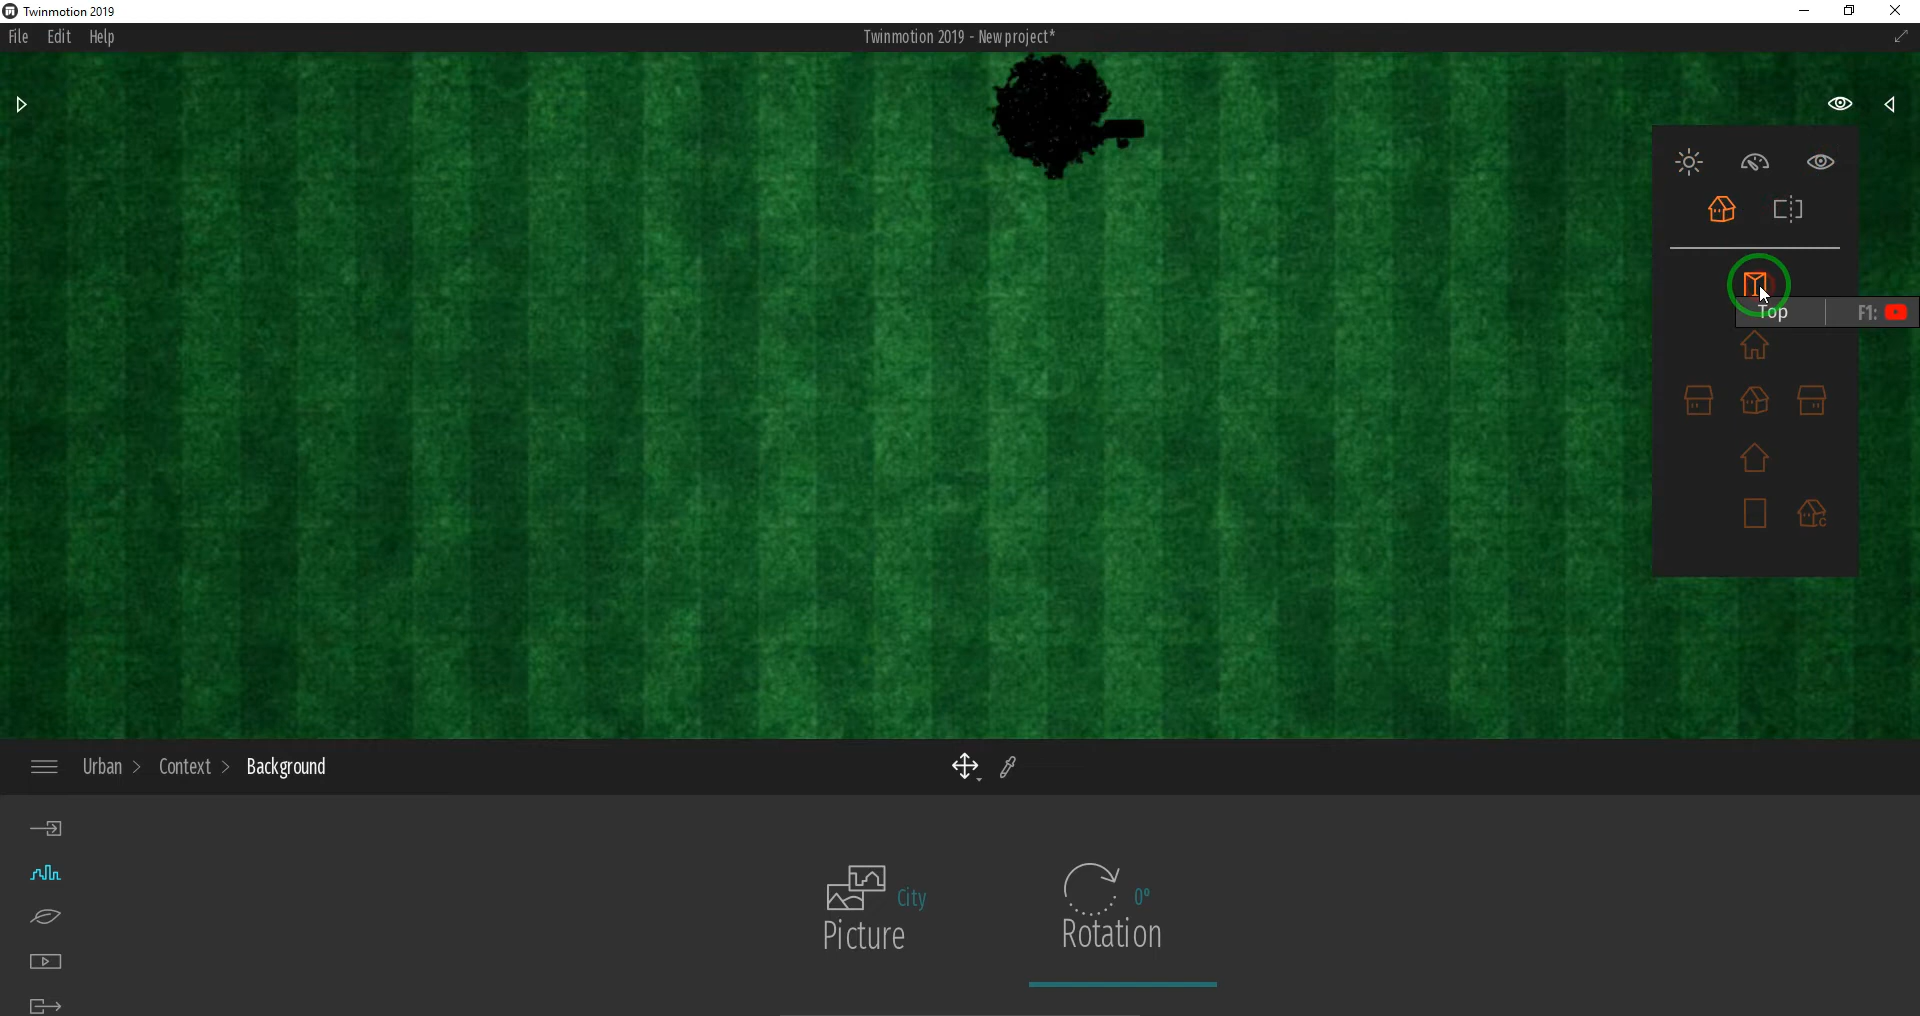 Twinmotion 2019
File Edit Help
Twinmotion 2019 - New project*
Top F1:
C
Urban > Context > Background
City
Picture
0°
Rotation